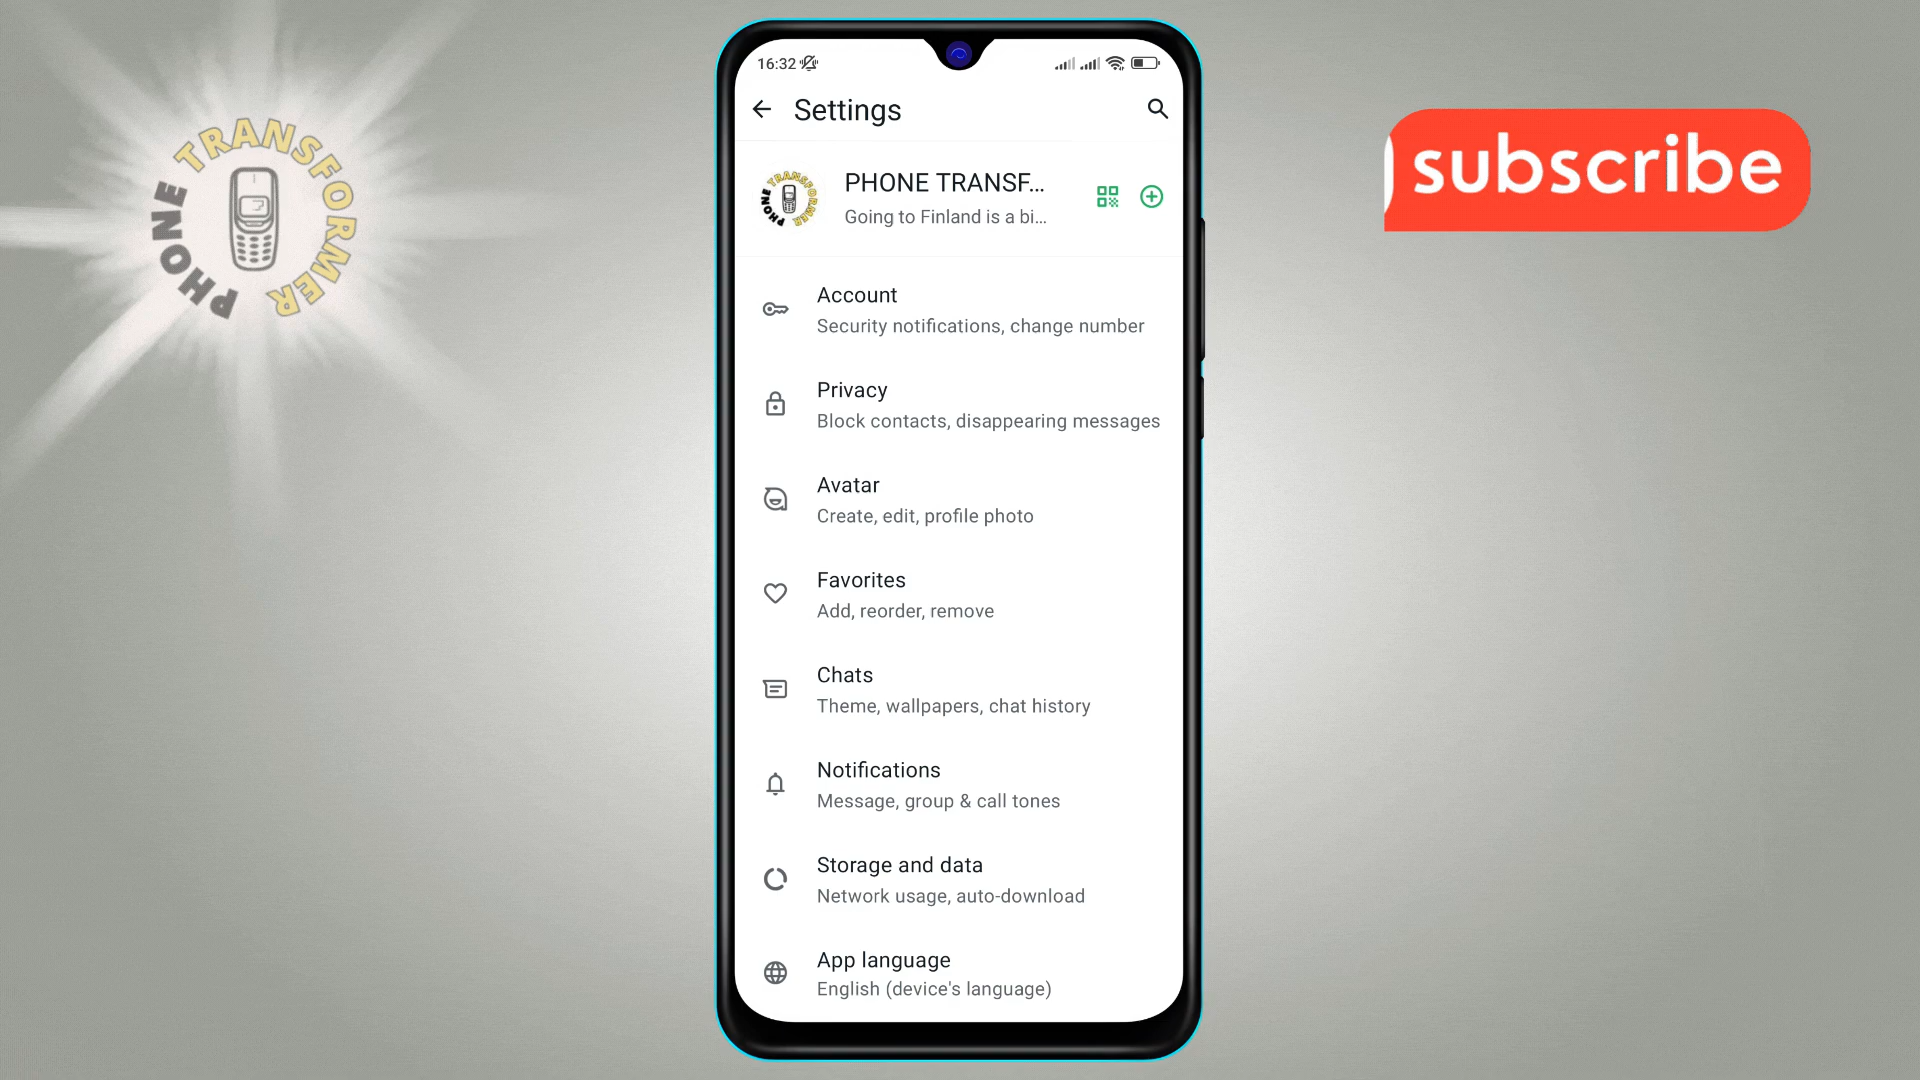 PHONE TRANSFORMER
subscribe
16:32
Settings
PHONE TRANSFORMER
PHONE TRANSF...
Going to Finland is a bi...
Account
Security notifications, change number
Privacy
Block contacts, disappearing messages
Avatar
Create, edit, profile photo
Favorites
Add, reorder, remove
Chats
Theme, wallpapers, chat history
Notifications
Message, group & call tones
Storage and data
Network usage, auto-download
App language
English (device's language)